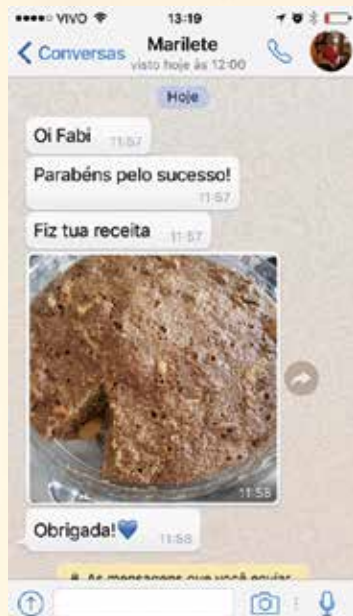 VIVO 13:19
Conversas Marilete
visto hoje às 12:00
Hoje
Oi Fabi 11:57
Parabéns pelo sucesso!
11:57
Fiz tua receita 11:57
11:58
Obrigada!💙 11:58
As mensagens que você enviar